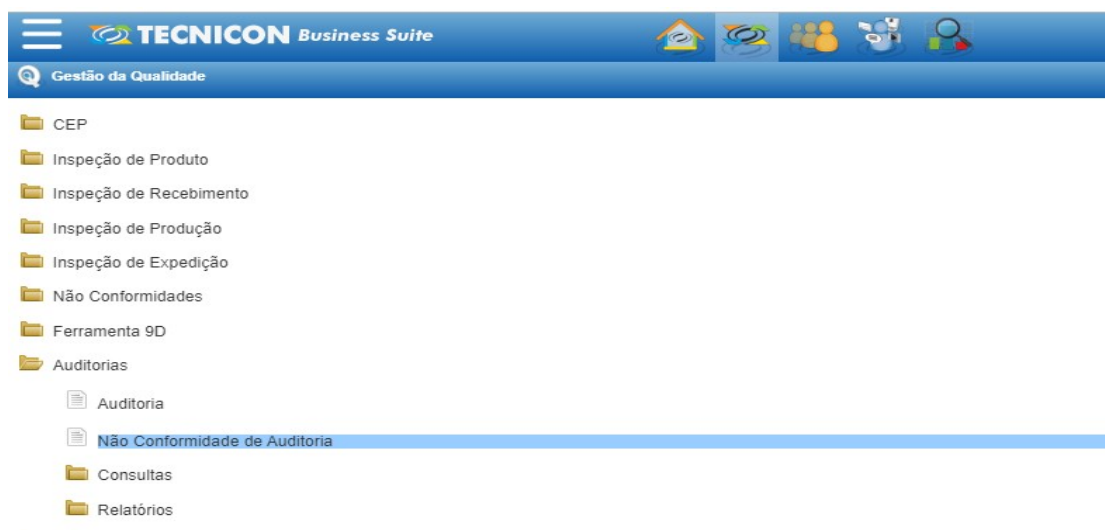 TECNICON Business Suite
Gestão da Qualidade
CEP
Inspeção de Produto
Inspeção de Recebimento
Inspeção de Produção
Inspeção de Expedição
Não Conformidades
Ferramenta 9D
Auditorias
Auditoria
Não Conformidade de Auditoria
Consultas
Relatórios